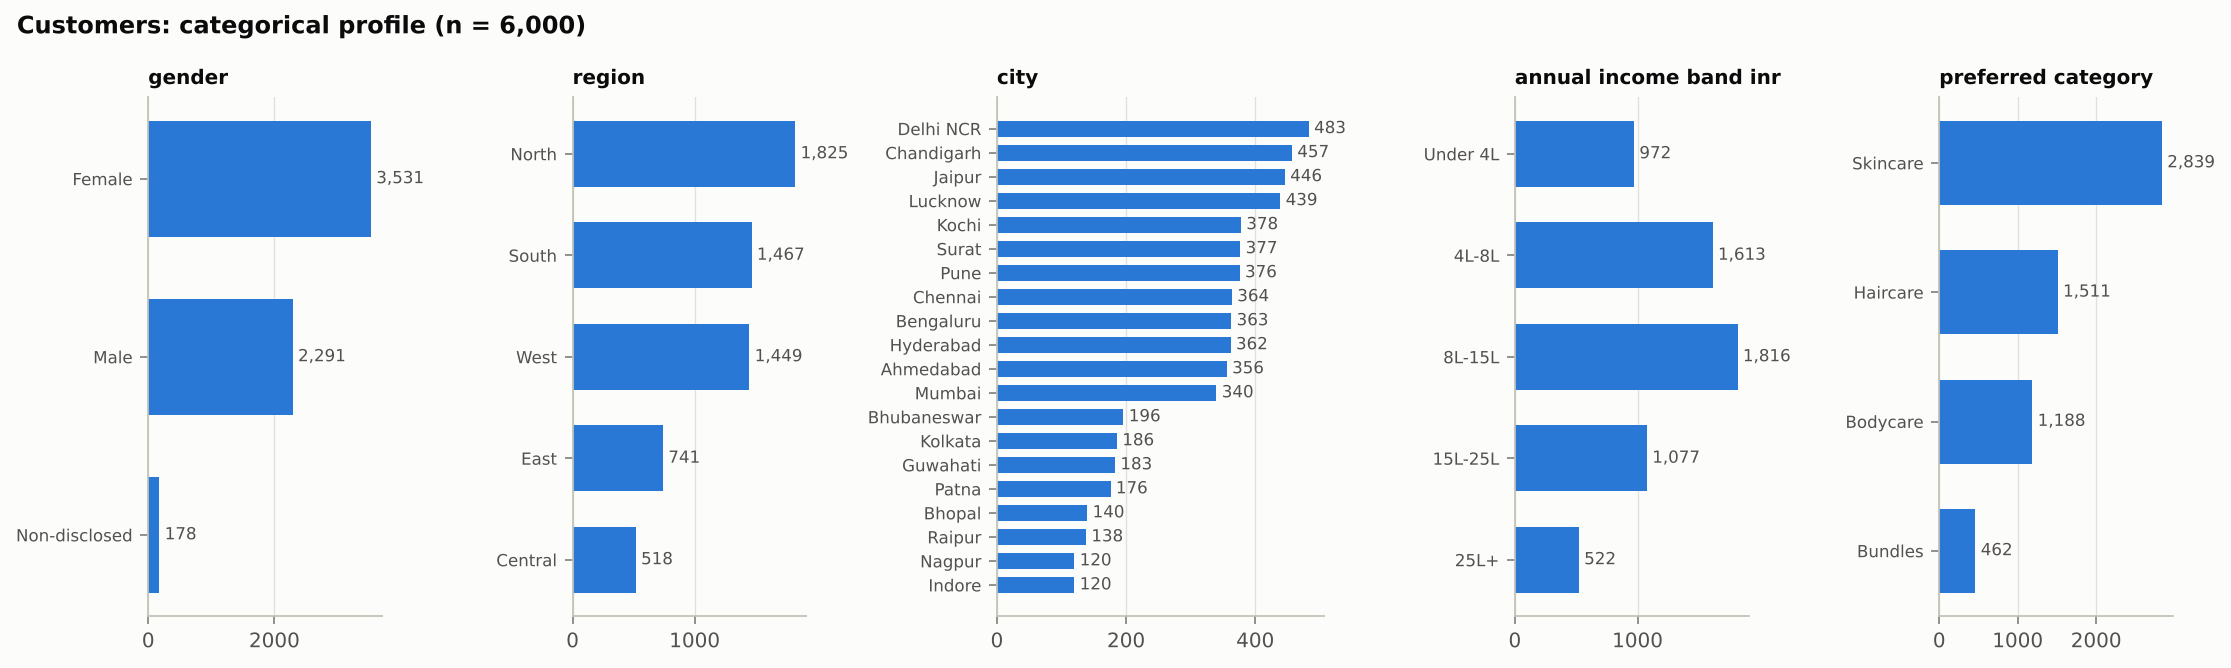 Customers: categorical profile (n = 6,000)
gender
Female 3,531
Male 2,291
Non-disclosed 178
0 2000
region
North 1,825
South 1,467
West 1,449
East 741
Central 518
0 1000
city
Delhi NCR 483
Chandigarh 457
Jaipur 446
Lucknow 439
Kochi 378
Surat 377
Pune 376
Chennai 364
Bengaluru 363
Hyderabad 362
Ahmedabad 356
Mumbai 340
Bhubaneswar 196
Kolkata 186
Guwahati 183
Patna 176
Bhopal 140
Raipur 138
Nagpur 120
Indore 120
0 200 400
annual income band inr
Under 4L 972
4L-8L 1,613
8L-15L 1,816
15L-25L 1,077
25L+ 522
0 1000
preferred category
Skincare 2,839
Haircare 1,511
Bodycare 1,188
Bundles 462
0 1000 2000